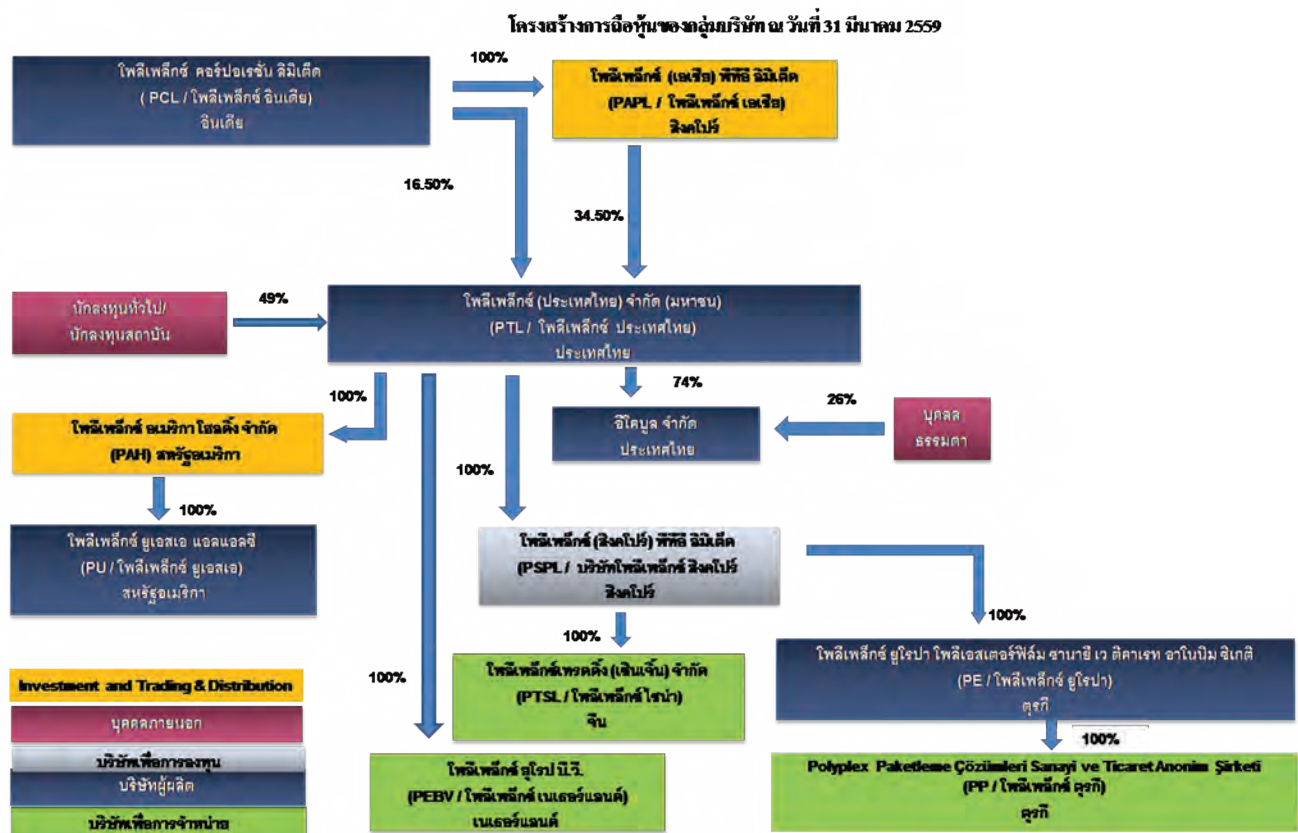 โครงสร้างการถือหุ้นของกลุ่มบริษัท ณ วันที่ 31 มีนาคม 2559
โพลีเพล็กซ์ คอร์ปอเรชั่น ลิมิเต็ด
( PCL / โพลีเพล็กซ์ อินเดีย)
อินเดีย
100%
โพลีเพล็กซ์ (เอเชีย) พีทีอี ลิมิเต็ด
(PAPL / โพลีเพล็กซ์ เอเชีย)
สิงคโปร์
16.50%
34.50%
นักลงทุนทั่วไป/
นักลงทุนสถาบัน
49%
โพลีเพล็กซ์ (ประเทศไทย) จำกัด (มหาชน)
(PTL / โพลีเพล็กซ์ ประเทศไทย)
ประเทศไทย
100%
74%
26%
โพลีเพล็กซ์ อเมริกา โฮลดิ้ง จำกัด
(PAH) สหรัฐอเมริกา
อีโคบูล จำกัด
ประเทศไทย
บุคลล
ธรรมดา
100%
100%
โพลีเพล็กซ์ ยูเอสเอ แอลแอลซี
(PU / โพลีเพล็กซ์ ยูเอสเอ)
สหรัฐอเมริกา
โพลีเพล็กซ์ (สิงคโปร์) พีทีอี ลิมิเต็ด
(PSPL / บริษัทโพลีเพล็กซ์ สิงคโปร์
สิงคโปร์
100%
100%
โพลีเพล็กซ์เทรดดิ้ง (เซินเจิ้น) จำกัด
(PTSL / โพลีเพล็กซ์ ไชน่า)
จีน
โพลีเพล็กซ์ ยูโรปา โพลีเอสเตอร์ฟิล์ม ซานายี เว ติคาเรท อาโนนิม ซิเกติ
(PE / โพลีเพล็กซ์ ยูโรปา)
ตุรกี
100%
100%
โพลีเพล็กซ์ ยุโรป บี.วี.
(PEBV / โพลีเพล็กซ์ เนเธอร์แลนด์)
เนเธอร์แลนด์
Polyplex Paketleme Çözümleri Sanayi ve Ticaret Anonim Şirketi
(PP / โพลีเพล็กซ์ ตุรกี)
ตุรกี
Investment and Trading & Distribution
บุคคลภายนอก
บริษัทเพื่อการลงทุน
บริษัทผู้ผลิต
บริษัทเพื่อการจำหน่าย